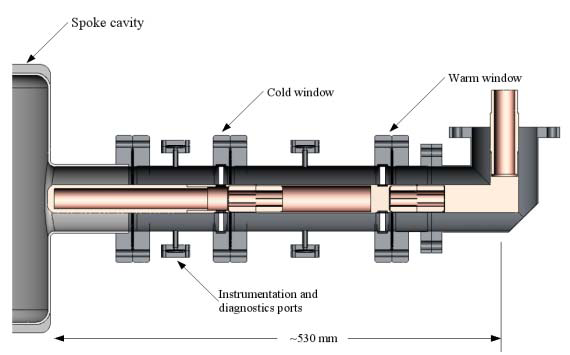 Spoke cavity
Cold window
Warm window
Instrumentation and
diagnostics ports
~530 mm